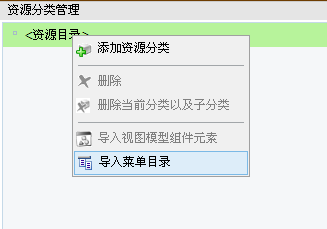 资源分类管理
<资源目录>
添加资源分类
删除
删除当前分类以及子分类
导入视图模型组件元素
导入菜单目录